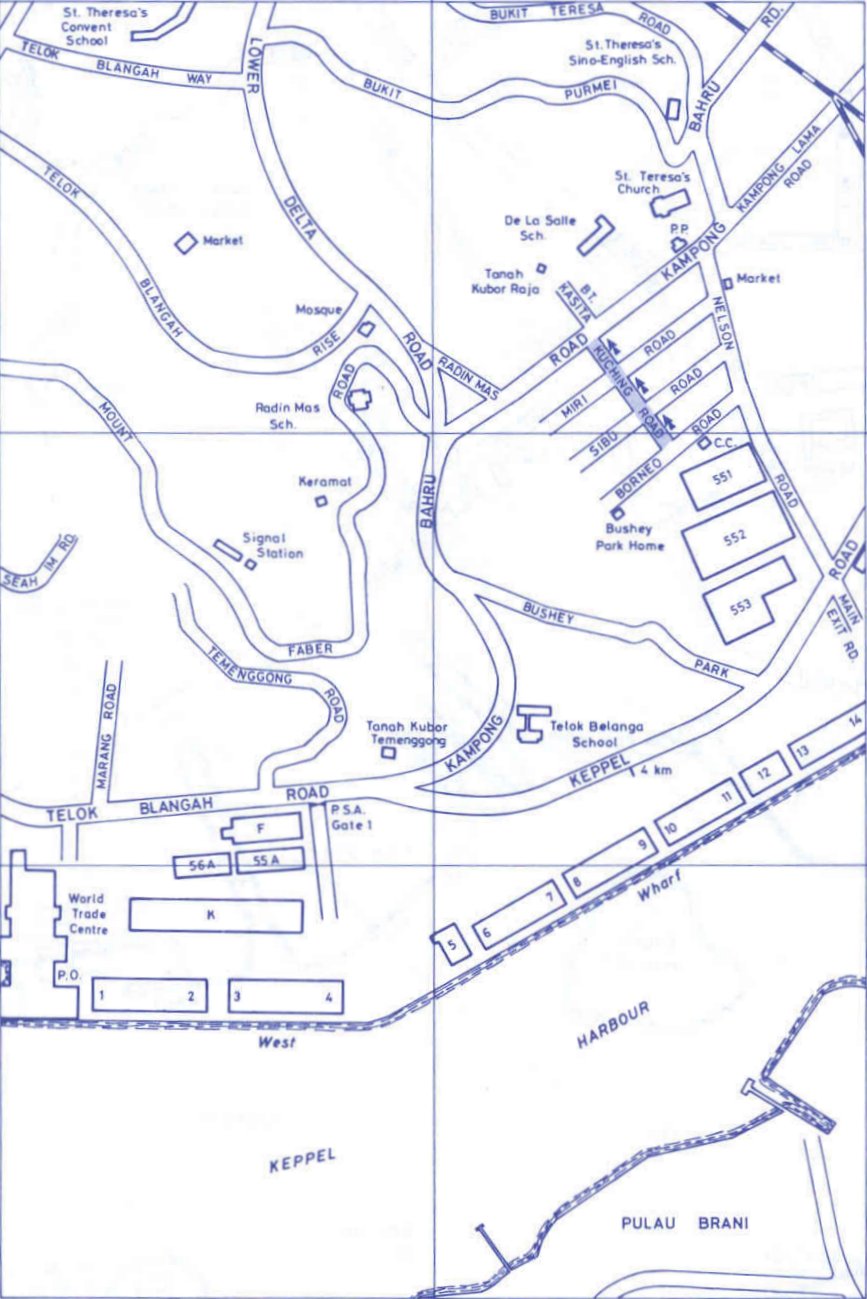 St. Theresa's
Convent
School
BUKIT TERESA ROAD
RD.
TELOK BLANGAH WAY
LOWER
St. Theresa's
Sino-English Sch.
BUKIT PURMEI
BAHRU
KAMPONG LAMA
ROAD
TELOK
St. Teresa's
Church
DELTA
De La Salle
Sch.
P.P.
Market
KAMPONG
Tanah
Kubor Raja
BT.
KASITA
Market
BLANGAH
Mosque
RISE
ROAD
RADIN MAS
ROAD
KUCHING ROAD
NELSON
MIRI ROAD
SIBU ROAD
BORNEO ROAD
ROAD
Radin Mas
Sch.
MOUNT
C.C.
551
ROAD
Keramat
BAHRU
552
Bushey
Park Home
Signal
Station
SEAH IM RD.
ROAD
553
MAIN
EXIT RD
BUSHEY PARK
FABER
TEMENGGONG
ROAD
MARANG ROAD
Tanah Kubor
Temenggong
KAMPONG
Telok Belanga
School
KEPPEL
4 km
TELOK BLANGAH ROAD
P.S.A.
Gate 1
F
56A
55A
14
13
12
11
10
9
8
7
6
5
Wharf
World
Trade
Centre
K
P.O.
1
2
3
4
West
HARBOUR
KEPPEL
PULAU BRANI